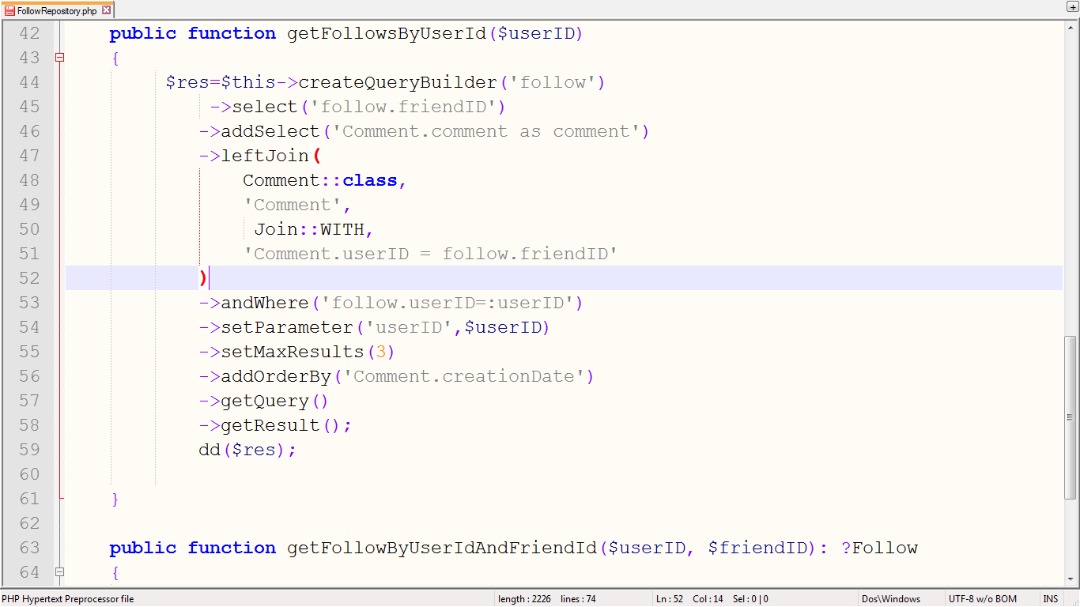 FollowRepostory.php
42 public function getFollowsByUserId($userID)
43 {
44 $res=$this->createQueryBuilder('follow')
45 ->select('follow.friendID')
46 ->addSelect('Comment.comment as comment')
47 ->leftJoin(
48 Comment::class,
49 'Comment',
50 Join::WITH,
51 'Comment.userID = follow.friendID'
52 )
53 ->andWhere('follow.userID=:userID')
54 ->setParameter('userID',$userID)
55 ->setMaxResults(3)
56 ->addOrderBy('Comment.creationDate')
57 ->getQuery()
58 ->getResult();
59 dd($res);
60
61 }
62
63 public function getFollowByUserIdAndFriendId($userID, $friendID): ?Follow
64 {
PHP Hypertext Preprocessor file length : 2226 lines : 74 Ln : 52 Col : 14 Sel : 0 | 0 Dos\Windows UTF-8 w/o BOM INS